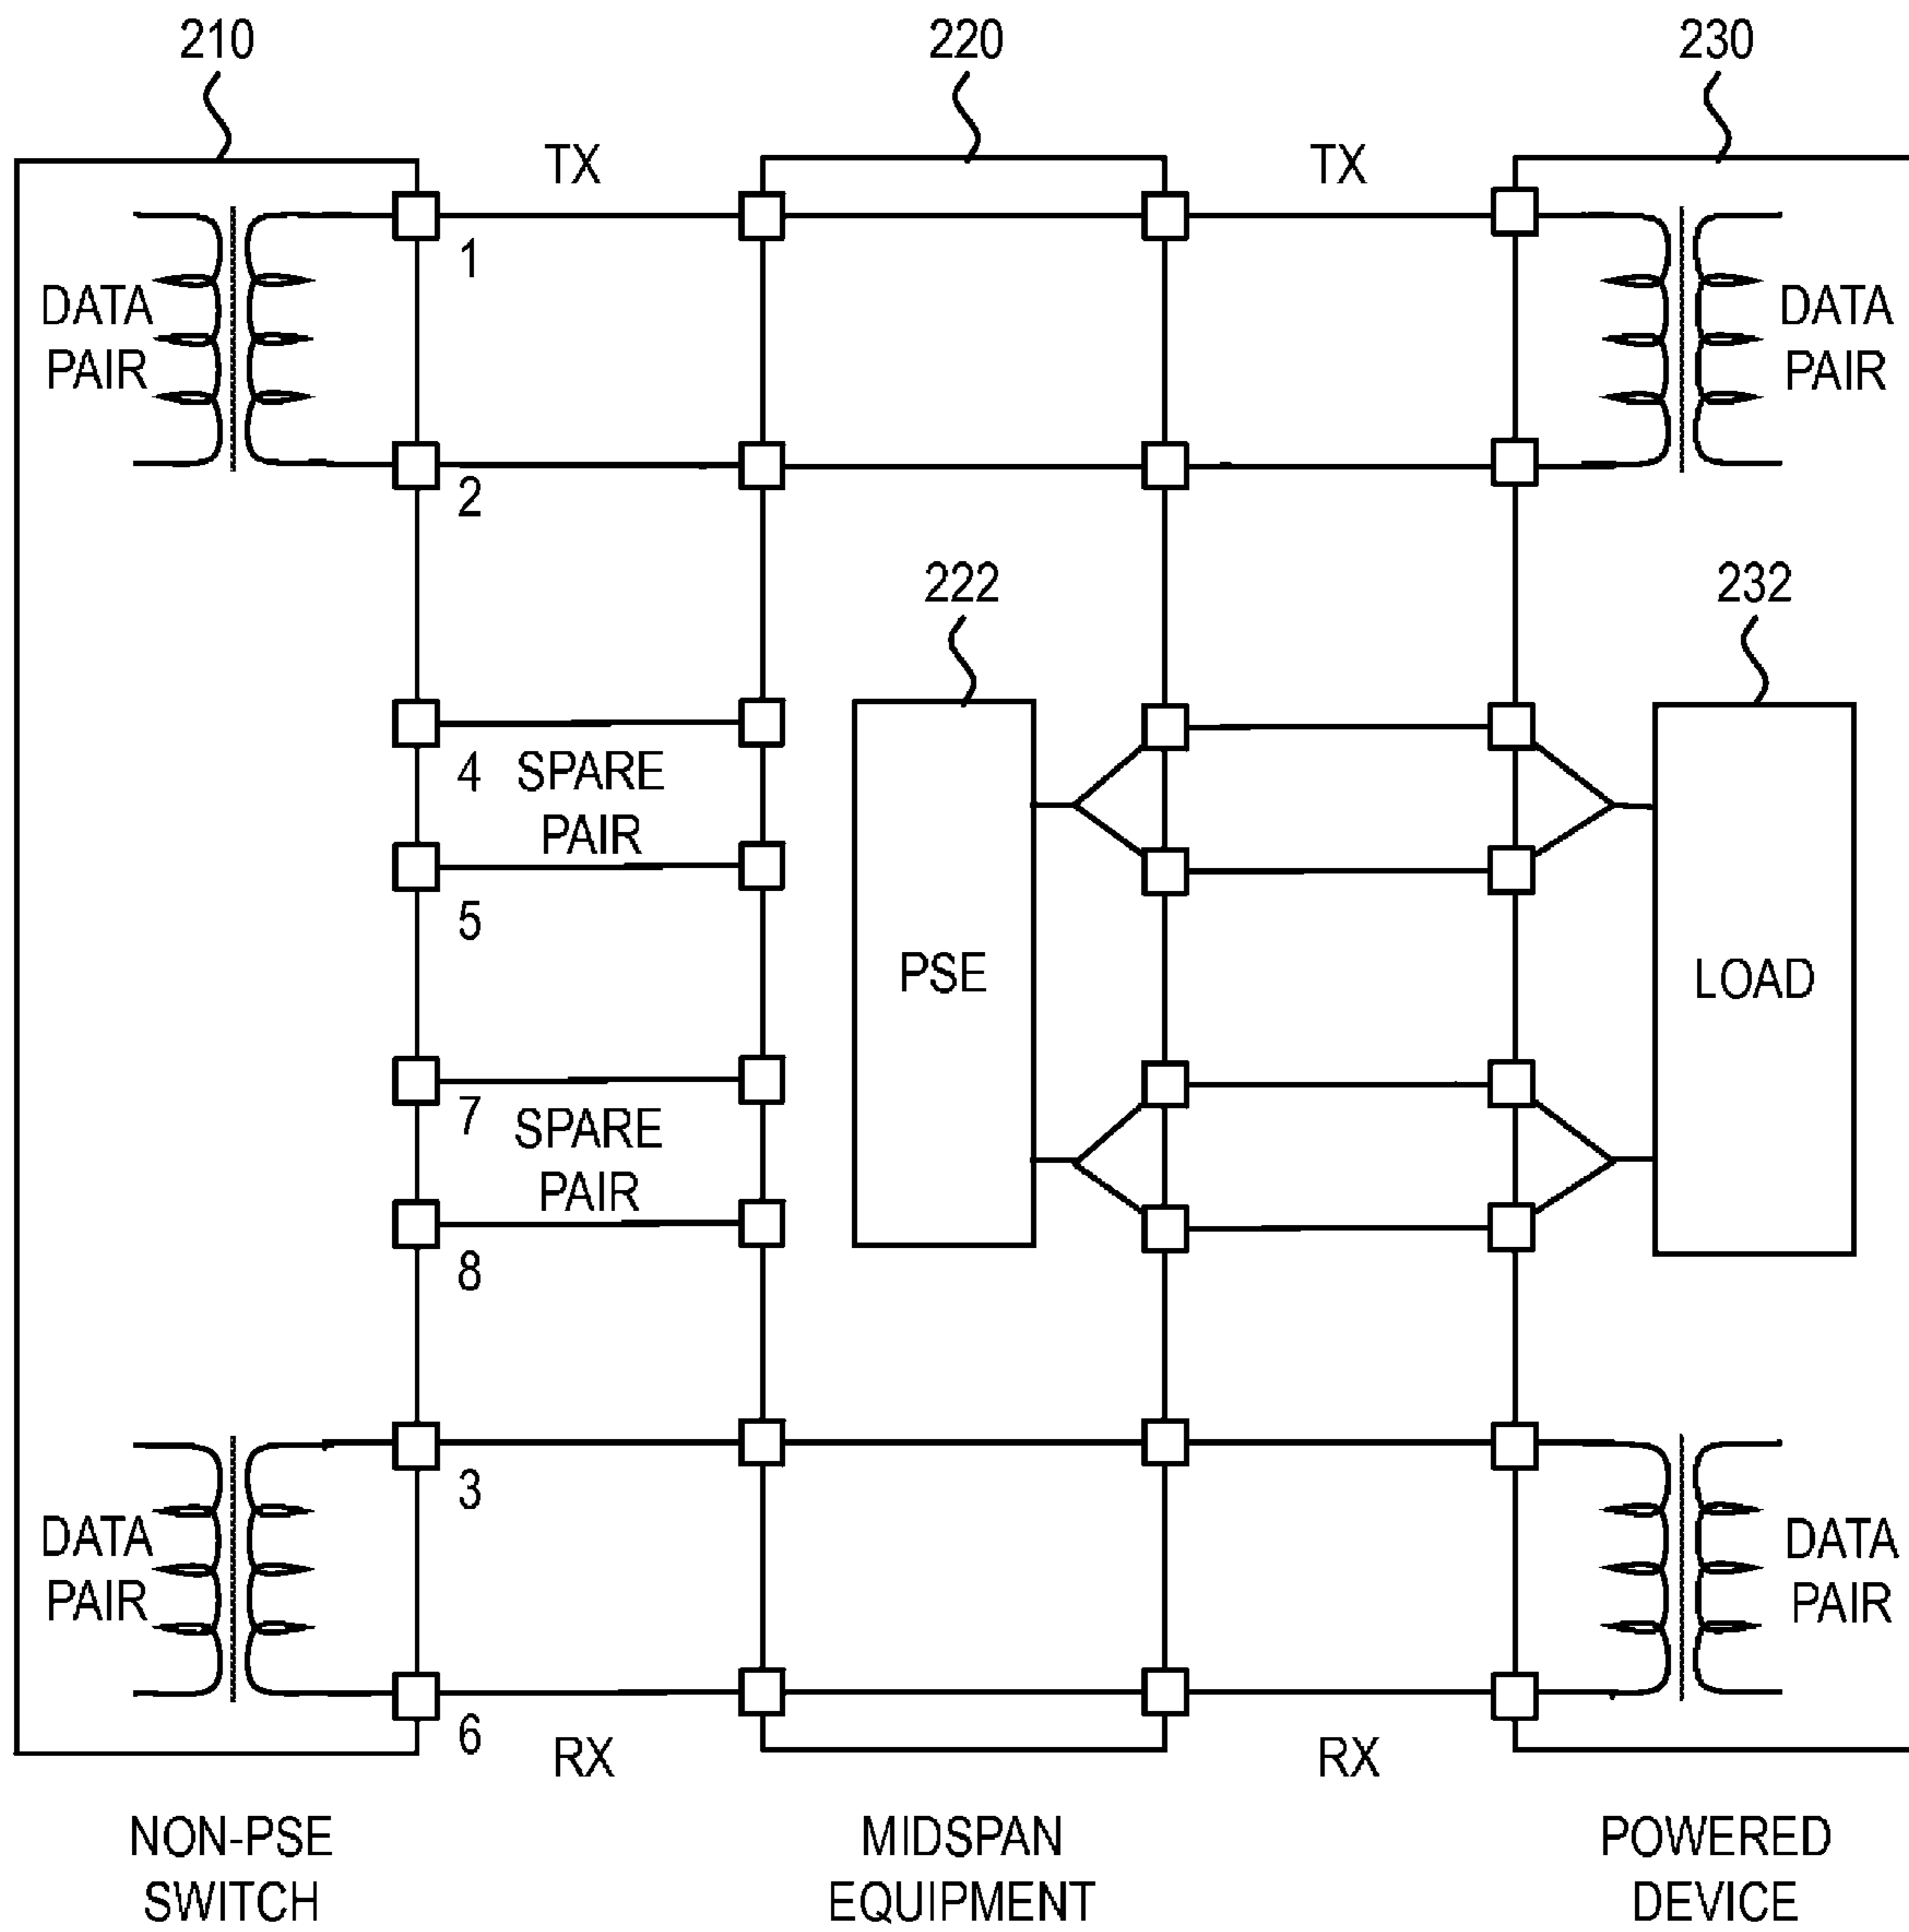 210
220
230
TX
TX
1
DATA
PAIR
DATA
PAIR
2
222
232
4
SPARE
PAIR
5
PSE
LOAD
7
SPARE
PAIR
8
3
DATA
PAIR
DATA
PAIR
6
RX
RX
NON-PSE
SWITCH
MIDSPAN
EQUIPMENT
POWERED
DEVICE